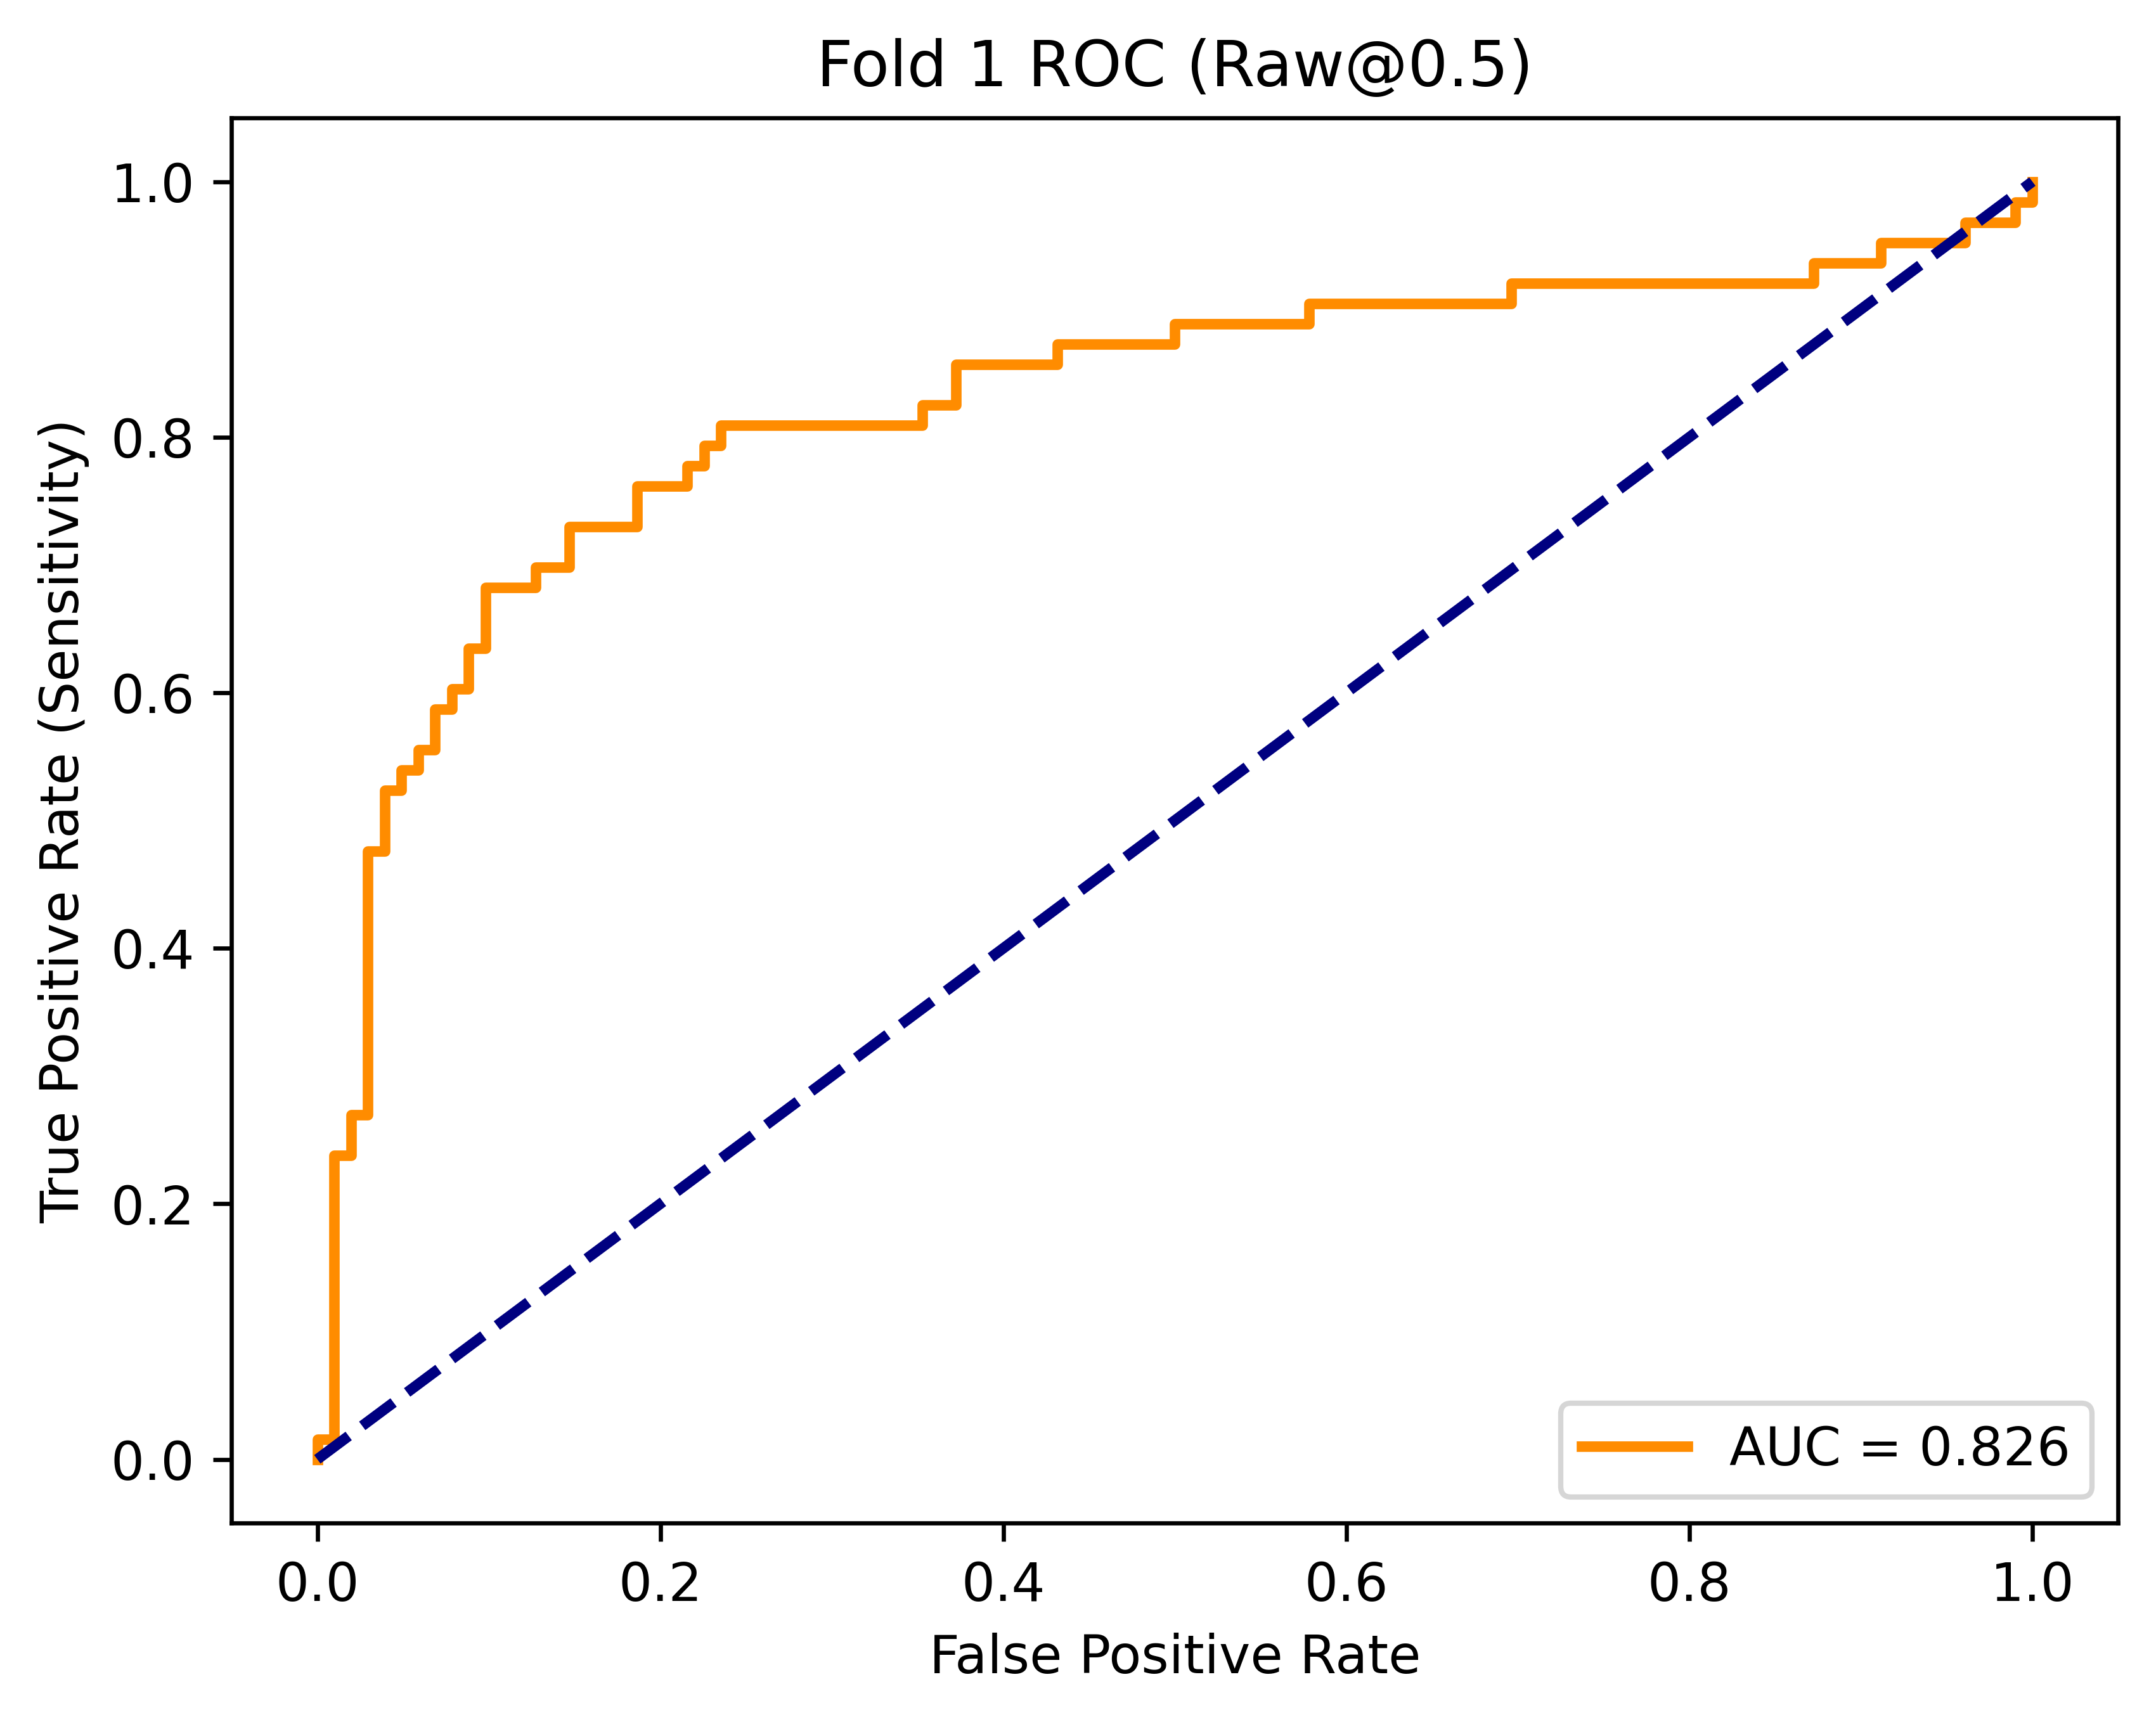 Fold 1 ROC (Raw@0.5)
True Positive Rate (Sensitivity)
1.0
0.8
0.6
0.4
0.2
0.0
AUC = 0.826
0.0 0.2 0.4 0.6 0.8 1.0
False Positive Rate